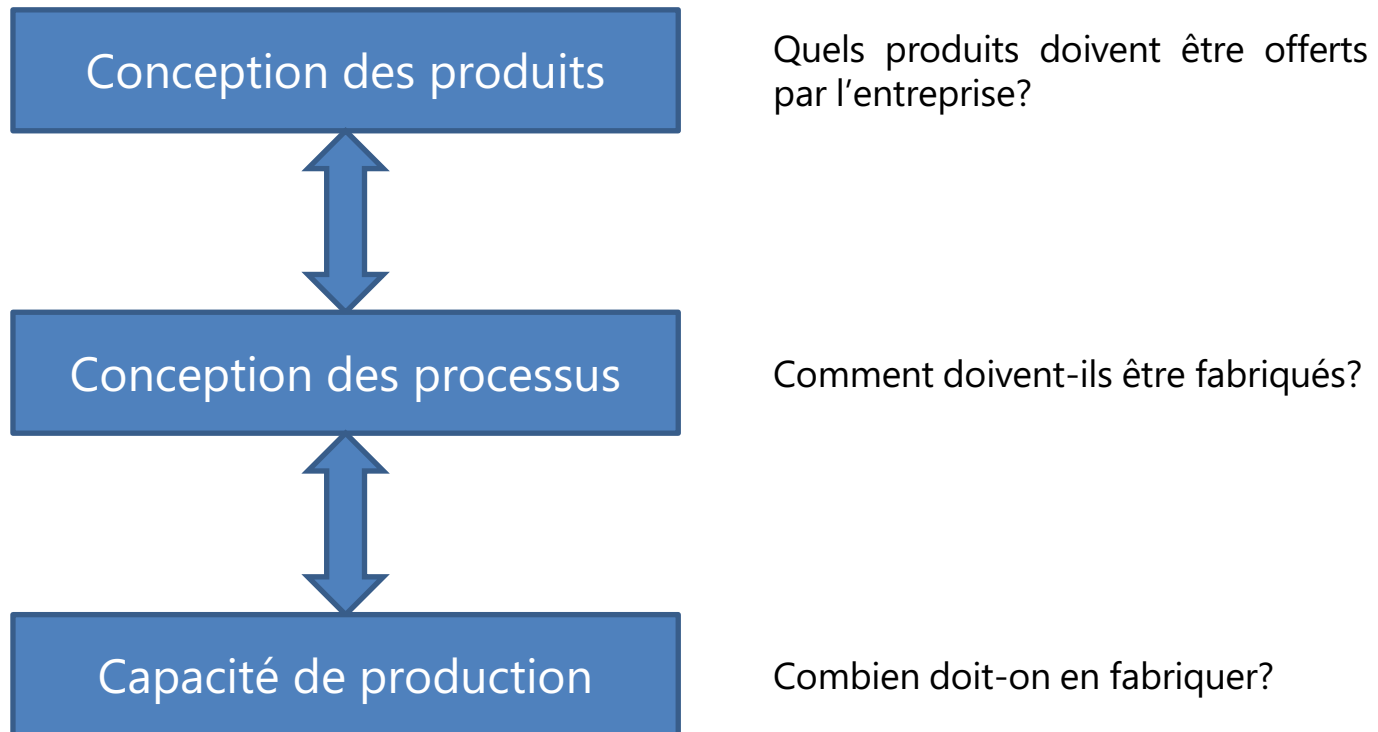 Conception des produits
Quels produits doivent être offerts
par l’entreprise?
Conception des processus
Comment doivent-ils être fabriqués?
Capacité de production
Combien doit-on en fabriquer?